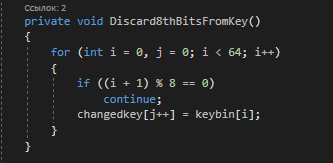 Ссылок: 2
private void Discard8thBitsFromKey()
{
for (int i = 0, j = 0; i < 64; i++)
{
if ((i + 1) % 8 == 0)
continue;
changedkey[j++] = keybin[i];
}
}